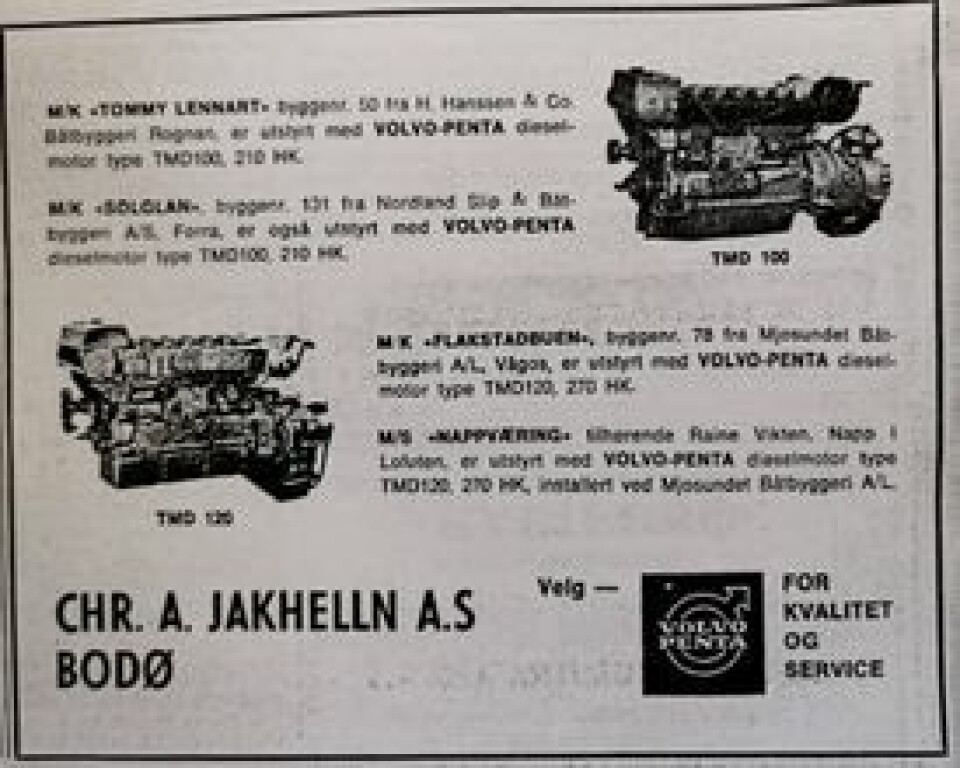 M/K «TOMMY LENNART» byggenr. 50 fra H. Hanssen & Co.
Båtbyggeri Rognan, er utstyrt med VOLVO-PENTA diesel-
motor type TMD100, 210 HK.
M/K «SOLGLAN», byggenr. 131 fra Nordland Slip & Båt-
byggeri A/S, Forra, er også utstyrt med VOLVO-PENTA
dieselmotor type TMD100, 210 HK.
TMD 100
M/K «FLAKSTADBUEN», byggenr. 78 fra Mjosundet Båt-
byggeri A/L, Vågos, er utstyrt med VOLVO-PENTA diesel-
motor type TMD120, 270 HK.
M/S «NAPPVÆRING» tilhørende Raine Vikten, Napp i
Lofoten, er utstyrt med VOLVO-PENTA dieselmotor type
TMD120, 270 HK, installert ved Mjosundet Båtbyggeri A/L.
TMD 120
CHR. A. JAKHELLN A.S
BODØ
Velg —
VOLVO
PENTA
FOR
KVALITET
OG
SERVICE